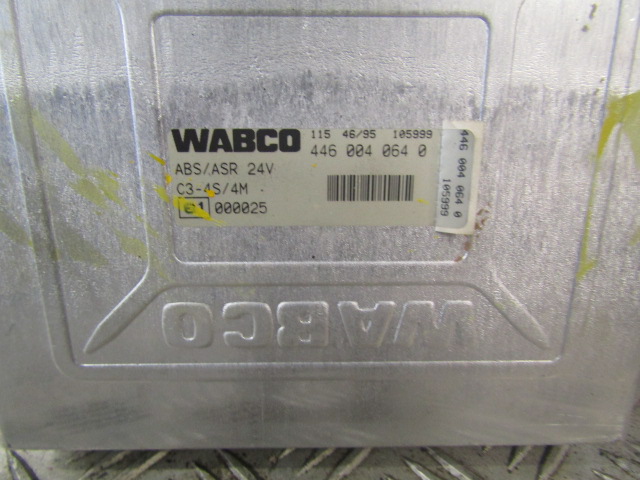 WABCO 115 46/95 105999
446 004 064 0
ABS/ASR 24V
C3-4S/4M
e1 000025
446 004 064 0
105999
WABCO